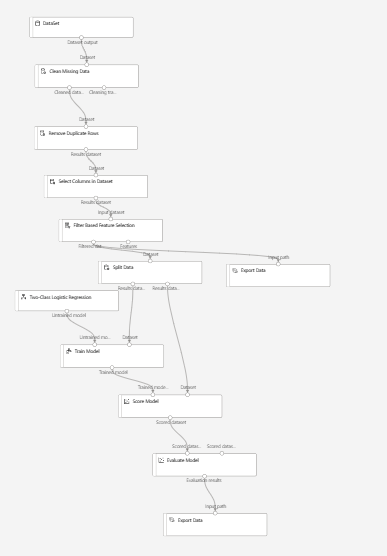 DataSet
Dataset output
Dataset
Clean Missing Data
Cleaned data... Cleaning tra...
Dataset
Remove Duplicate Rows
Results dataset
Dataset
Select Columns in Dataset
Results dataset
Input dataset
Filter Based Feature Selection
Filtered dat... Features
Dataset
Input path
Split Data
Export Data
Results data... Results data...
Two-Class Logistic Regression
Untrained model
Untrained mo... Dataset
Train Model
Trained model
Trained mode... Dataset
Score Model
Scored dataset
Scored datas... Scored datas...
Evaluate Model
Evaluation results
Input path
Export Data